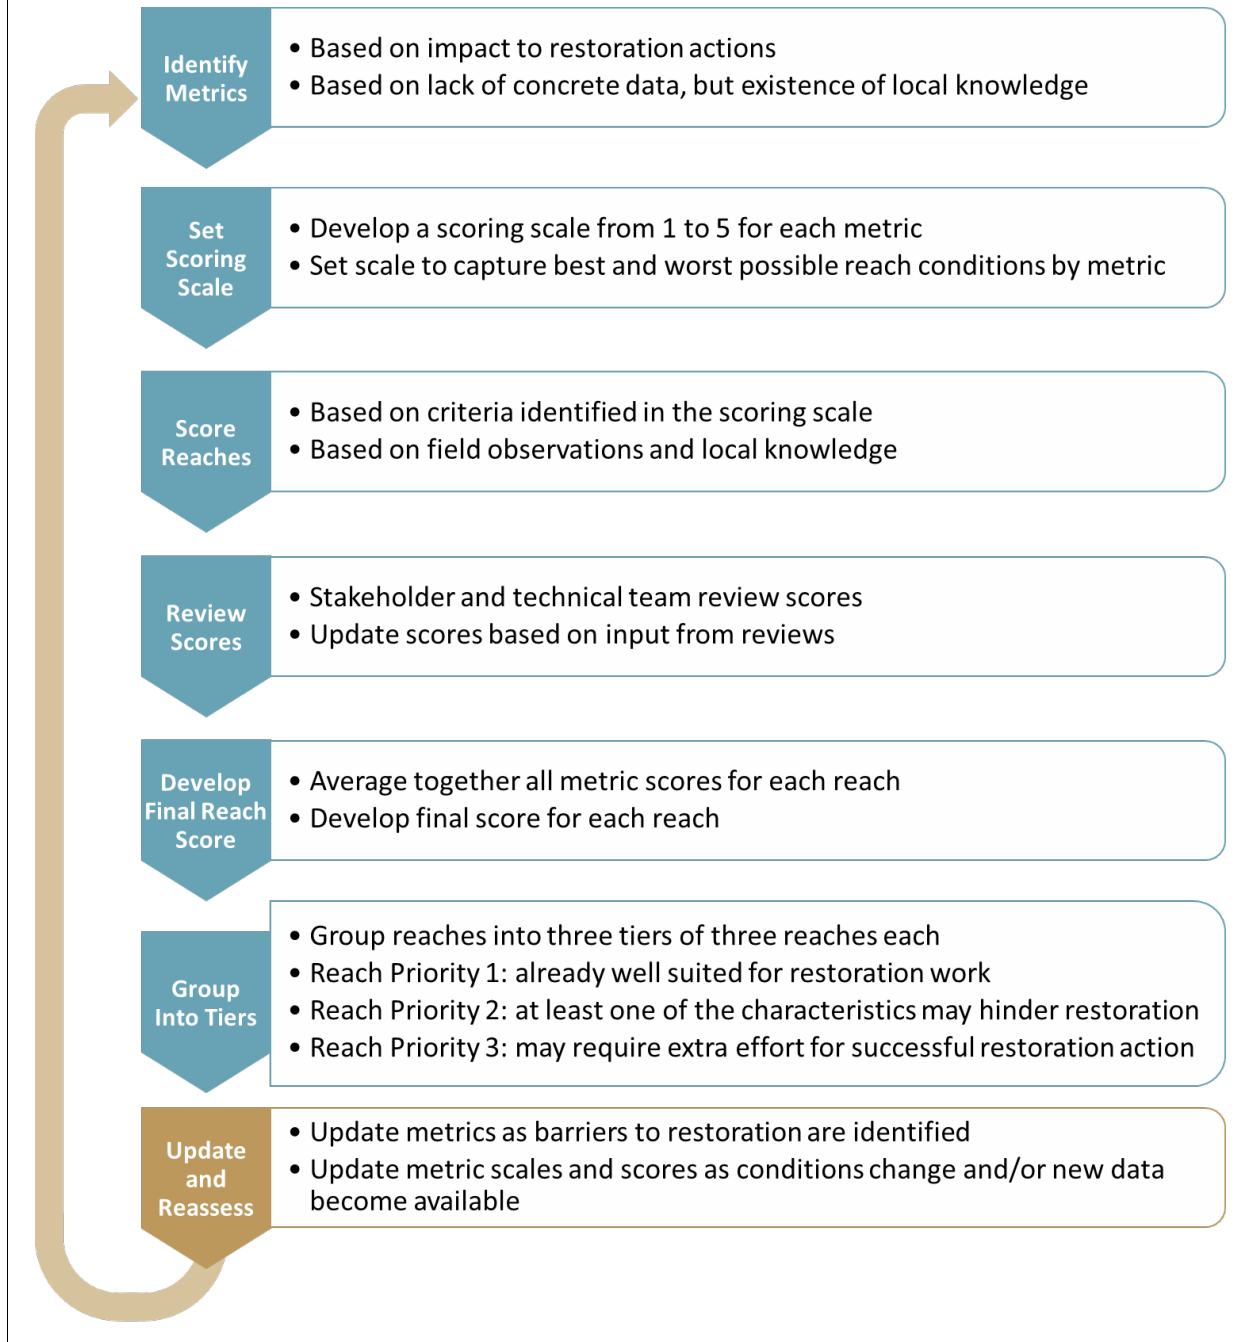 Identify
Metrics
• Based on impact to restoration actions
• Based on lack of concrete data, but existence of local knowledge
Set
Scoring
Scale
• Develop a scoring scale from 1 to 5 for each metric
• Set scale to capture best and worst possible reach conditions by metric
Score
Reaches
• Based on criteria identified in the scoring scale
• Based on field observations and local knowledge
Review
Scores
• Stakeholder and technical team review scores
• Update scores based on input from reviews
Develop
Final Reach
Score
• Average together all metric scores for each reach
• Develop final score for each reach
Group
Into Tiers
• Group reaches into three tiers of three reaches each
• Reach Priority 1: already well suited for restoration work
• Reach Priority 2: at least one of the characteristics may hinder restoration
• Reach Priority 3: may require extra effort for successful restoration action
Update
and
Reassess
• Update metrics as barriers to restoration are identified
• Update metric scales and scores as conditions change and/or new data
become available